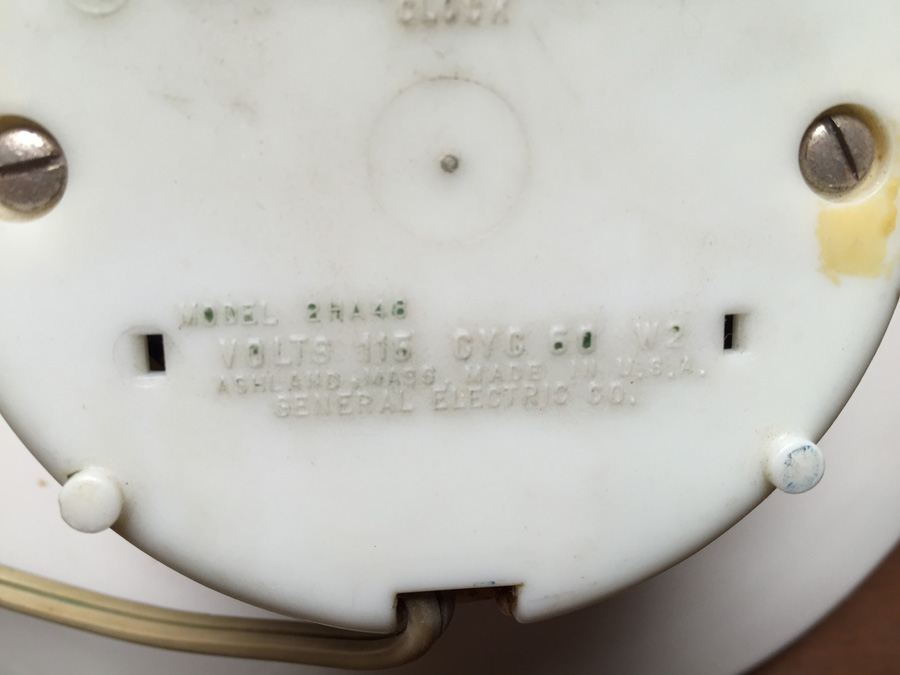 CLOCK
MODEL 2HA46
VOLTS 115 CYC 60 W2
ASHLAND, MASS. MADE IN U.S.A.
GENERAL ELECTRIC CO.